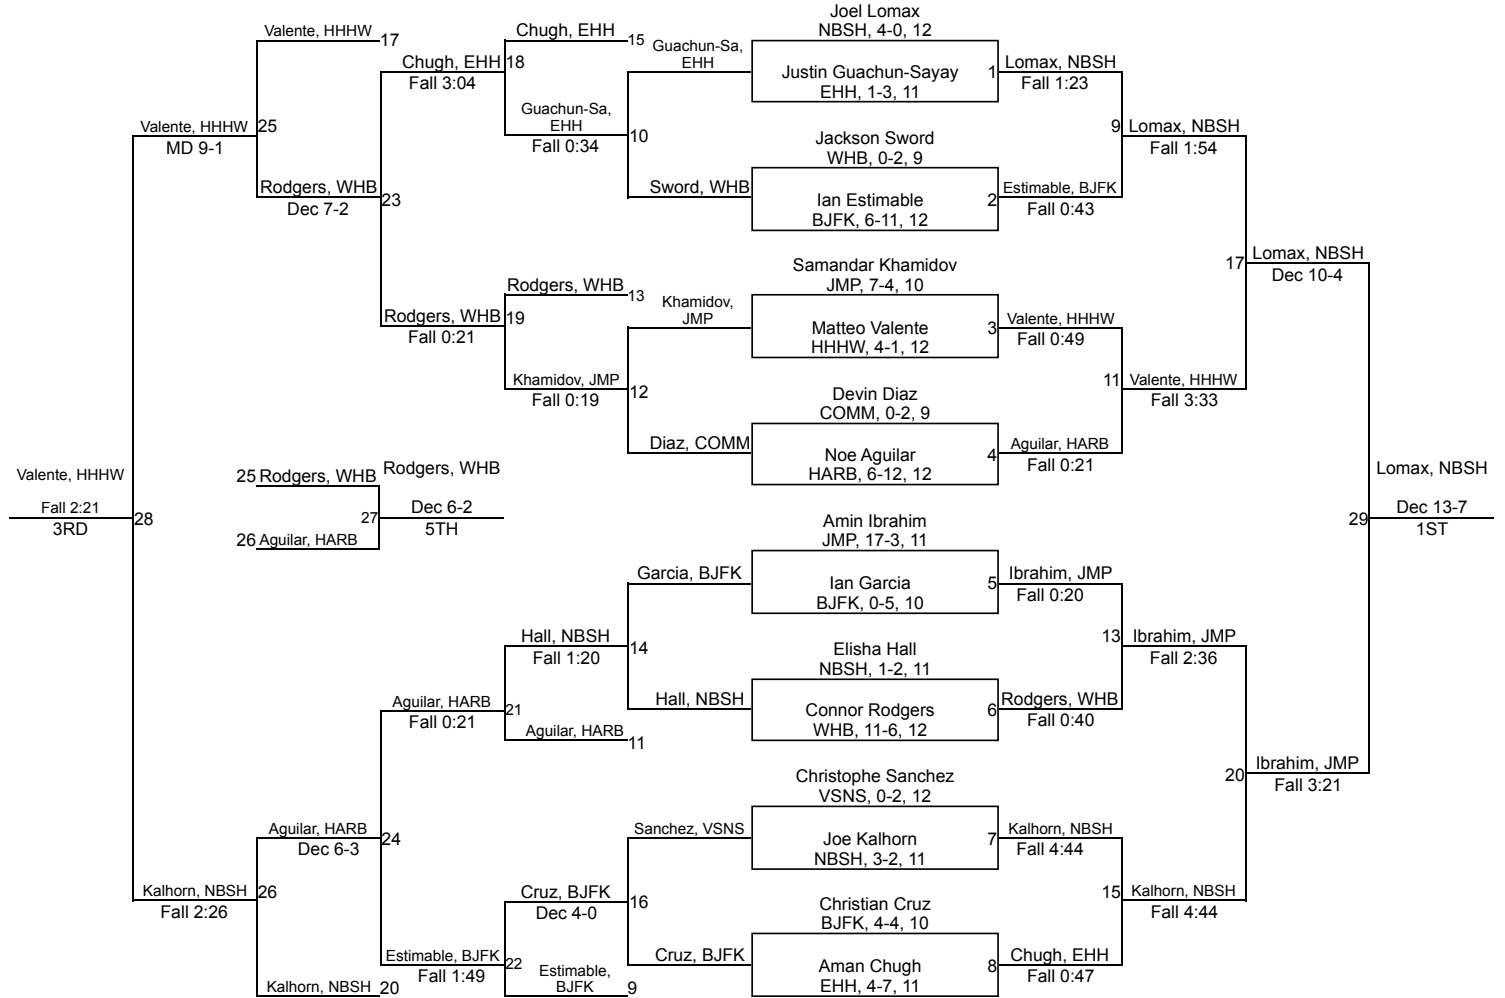 Joel Lomax
NBSH, 4-0, 12
Valente, HHHW
17
Chugh, EHH
15
Guachun-Sa,
EHH
Chugh, EHH
18
Fall 3:04
Justin Guachun-Sayay
EHH, 1-3, 11
1
Lomax, NBSH
Fall 1:23
Guachun-Sa,
EHH
Fall 0:34
10
Valente, HHHW
25
MD 9-1
Jackson Sword
WHB, 0-2, 9
9
Lomax, NBSH
Fall 1:54
Rodgers, WHB
Dec 7-2
23
Sword, WHB
Ian Estimable
BJFK, 6-11, 12
2
Estimable, BJFK
Fall 0:43
Samandar Khamidov
JMP, 7-4, 10
17
Lomax, NBSH
Dec 10-4
Rodgers, WHB
13
Khamidov,
JMP
Rodgers, WHB
19
Fall 0:21
Matteo Valente
HHHW, 4-1, 12
3
Valente, HHHW
Fall 0:49
Khamidov, JMP
Fall 0:19
12
Devin Diaz
COMM, 0-2, 9
11
Valente, HHHW
Fall 3:33
Diaz, COMM
Noe Aguilar
HARB, 6-12, 12
4
Aguilar, HARB
Fall 0:21
Valente, HHHW
Fall 2:21
3RD
28
25
Rodgers, WHB
Rodgers, WHB
27
Dec 6-2
5TH
26
Aguilar, HARB
Lomax, NBSH
29
Dec 13-7
1ST
Amin Ibrahim
JMP, 17-3, 11
Garcia, BJFK
Ian Garcia
BJFK, 0-5, 10
5
Ibrahim, JMP
Fall 0:20
Hall, NBSH
Fall 1:20
14
Elisha Hall
NBSH, 1-2, 11
13
Ibrahim, JMP
Fall 2:36
Aguilar, HARB
Fall 0:21
21
Aguilar, HARB
11
Hall, NBSH
Connor Rodgers
WHB, 11-6, 12
6
Rodgers, WHB
Fall 0:40
Christophe Sanchez
VSNS, 0-2, 12
20
Ibrahim, JMP
Fall 3:21
Aguilar, HARB
Dec 6-3
24
Sanchez, VSNS
Joe Kalhorn
NBSH, 3-2, 11
7
Kalhorn, NBSH
Fall 4:44
Kalhorn, NBSH
Fall 2:26
26
Cruz, BJFK
Dec 4-0
16
Christian Cruz
BJFK, 4-4, 10
15
Kalhorn, NBSH
Fall 4:44
Estimable, BJFK
Fall 1:49
22
Estimable,
BJFK
9
Cruz, BJFK
Aman Chugh
EHH, 4-7, 11
8
Chugh, EHH
Fall 0:47
Kalhorn, NBSH
20